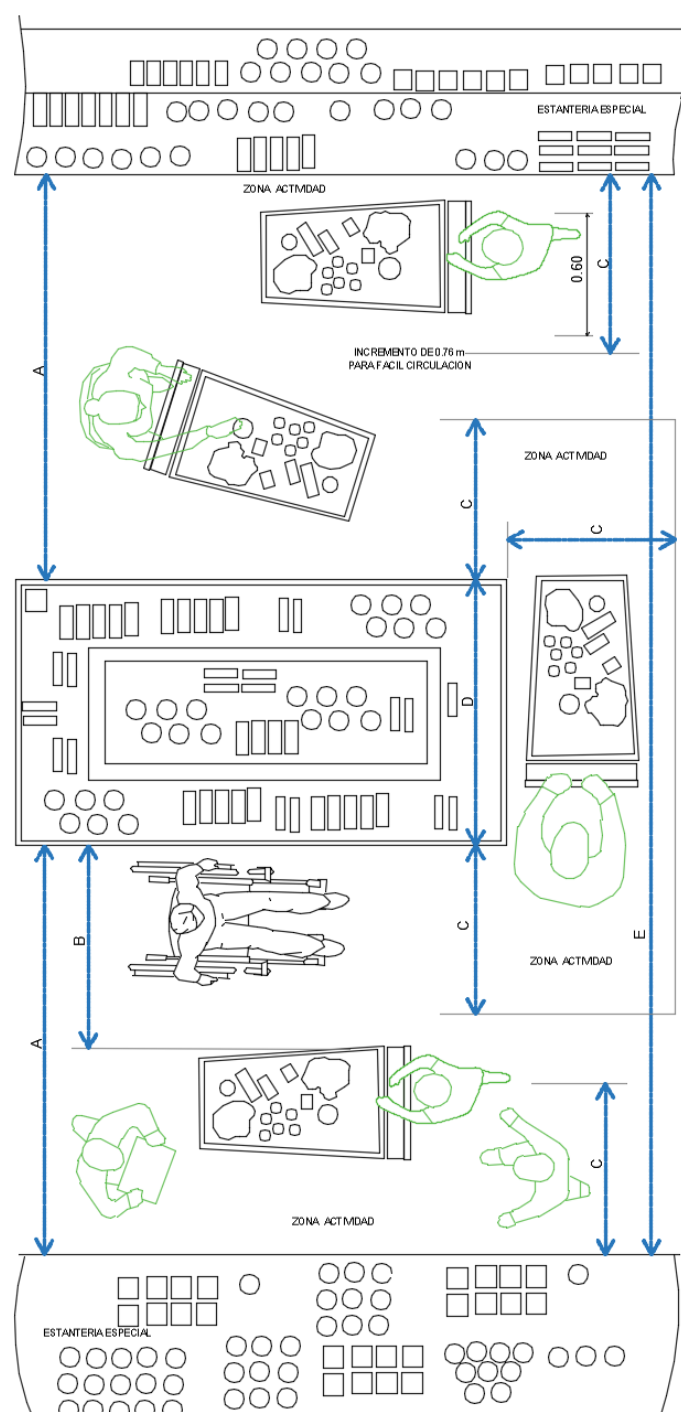 ESTANTERIA ESPECIAL
ZONA ACTIVIDAD
A
C
0.60
INCREMENTO DE 0.76 m
PARA FACIL CIRCULACION
C
ZONA ACTIVIDAD
C
D
B
C
E
ZONA ACTIVIDAD
A
C
ZONA ACTIVIDAD
ESTANTERIA ESPECIAL